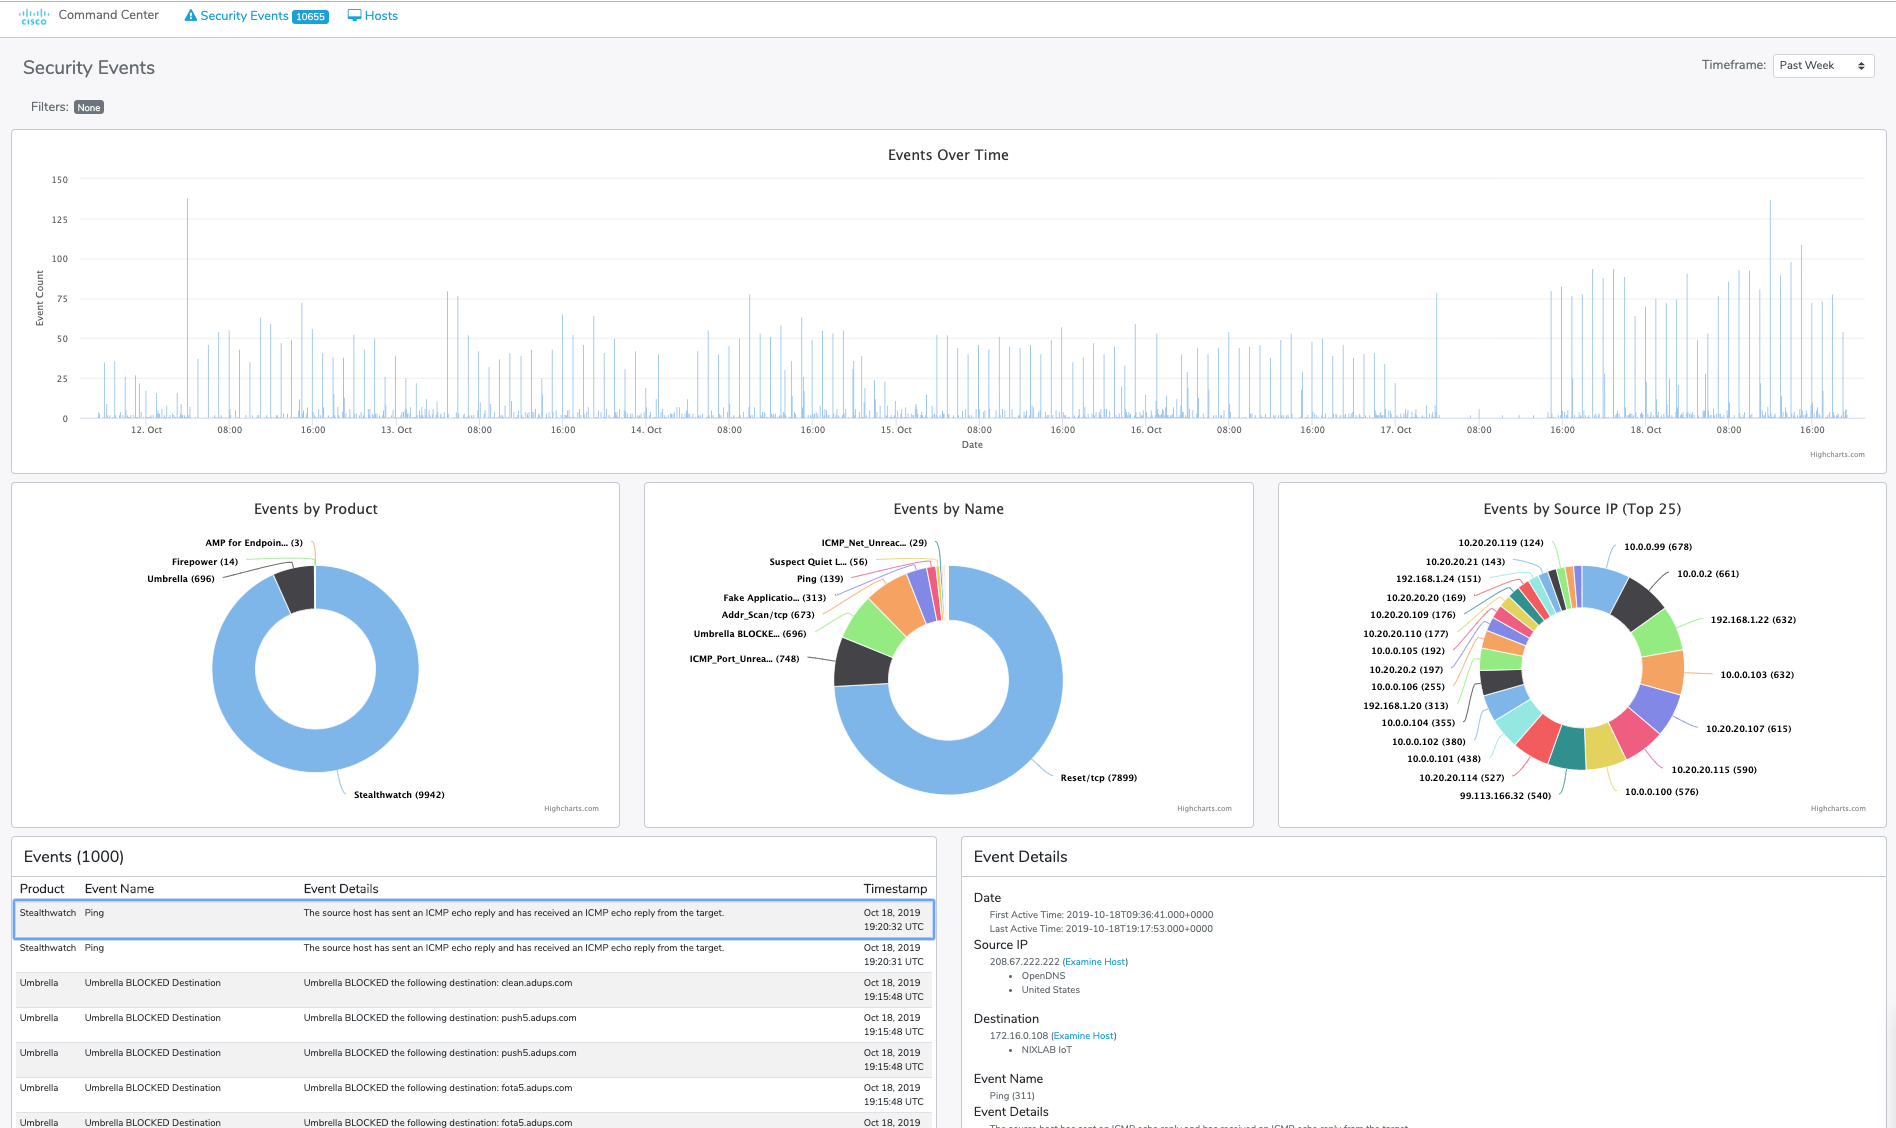 cisco
Command Center
Security Events 10655
Hosts
Security Events
Timeframe: Past Week
Filters: None
Events Over Time
150
125
100
75
50
25
0
Event Count
12. Oct
08:00
16:00
13. Oct
08:00
16:00
14. Oct
08:00
16:00
15. Oct
08:00
16:00
16. Oct
08:00
16:00
17. Oct
08:00
16:00
18. Oct
08:00
16:00
Date
Highcharts.com
Events by Product
AMP for Endpoin... (3)
Firepower (14)
Umbrella (696)
Stealthwatch (9942)
Highcharts.com
Events by Name
ICMP_Net_Unreac... (29)
Suspect Quiet L... (56)
Ping (139)
Fake Applicatio... (313)
Addr_Scan/tcp (673)
Umbrella BLOCKE... (696)
ICMP_Port_Unrea... (748)
Reset/tcp (7899)
Highcharts.com
Events by Source IP (Top 25)
10.20.20.119 (124)
10.20.20.21 (143)
192.168.1.24 (151)
10.20.20.20 (169)
10.20.20.109 (176)
10.20.20.110 (177)
10.0.0.105 (192)
10.20.20.2 (197)
10.0.0.106 (255)
192.168.1.20 (313)
10.0.0.104 (355)
10.0.0.102 (380)
10.0.0.101 (438)
10.20.20.114 (527)
99.113.166.32 (540)
10.0.0.99 (678)
10.0.0.2 (661)
192.168.1.22 (632)
10.0.0.103 (632)
10.20.20.107 (615)
10.20.20.115 (590)
10.0.0.100 (576)
Highcharts.com
Events (1000)
Product Event Name Event Details Timestamp
Stealthwatch Ping The source host has sent an ICMP echo reply and has received an ICMP echo reply from the target. Oct 18, 2019
19:20:32 UTC
Stealthwatch Ping The source host has sent an ICMP echo reply and has received an ICMP echo reply from the target. Oct 18, 2019
19:20:31 UTC
Umbrella Umbrella BLOCKED Destination Umbrella BLOCKED the following destination: clean.adups.com Oct 18, 2019
19:15:48 UTC
Umbrella Umbrella BLOCKED Destination Umbrella BLOCKED the following destination: push5.adups.com Oct 18, 2019
19:15:48 UTC
Umbrella Umbrella BLOCKED Destination Umbrella BLOCKED the following destination: push5.adups.com Oct 18, 2019
19:15:48 UTC
Umbrella Umbrella BLOCKED Destination Umbrella BLOCKED the following destination: fota5.adups.com Oct 18, 2019
19:15:48 UTC
Umbrella Umbrella BLOCKED Destination Umbrella BLOCKED the following destination: fota5.adups.com Oct 18, 2019
Event Details
Date
First Active Time: 2019-10-18T09:36:41.000+0000
Last Active Time: 2019-10-18T19:17:53.000+0000
Source IP
208.67.222.222 (Examine Host)
• OpenDNS
• United States
Destination
172.16.0.108 (Examine Host)
• NIXLAB IoT
Event Name
Ping (311)
Event Details
The source host has sent an ICMP echo reply and has received an ICMP echo reply from the target.